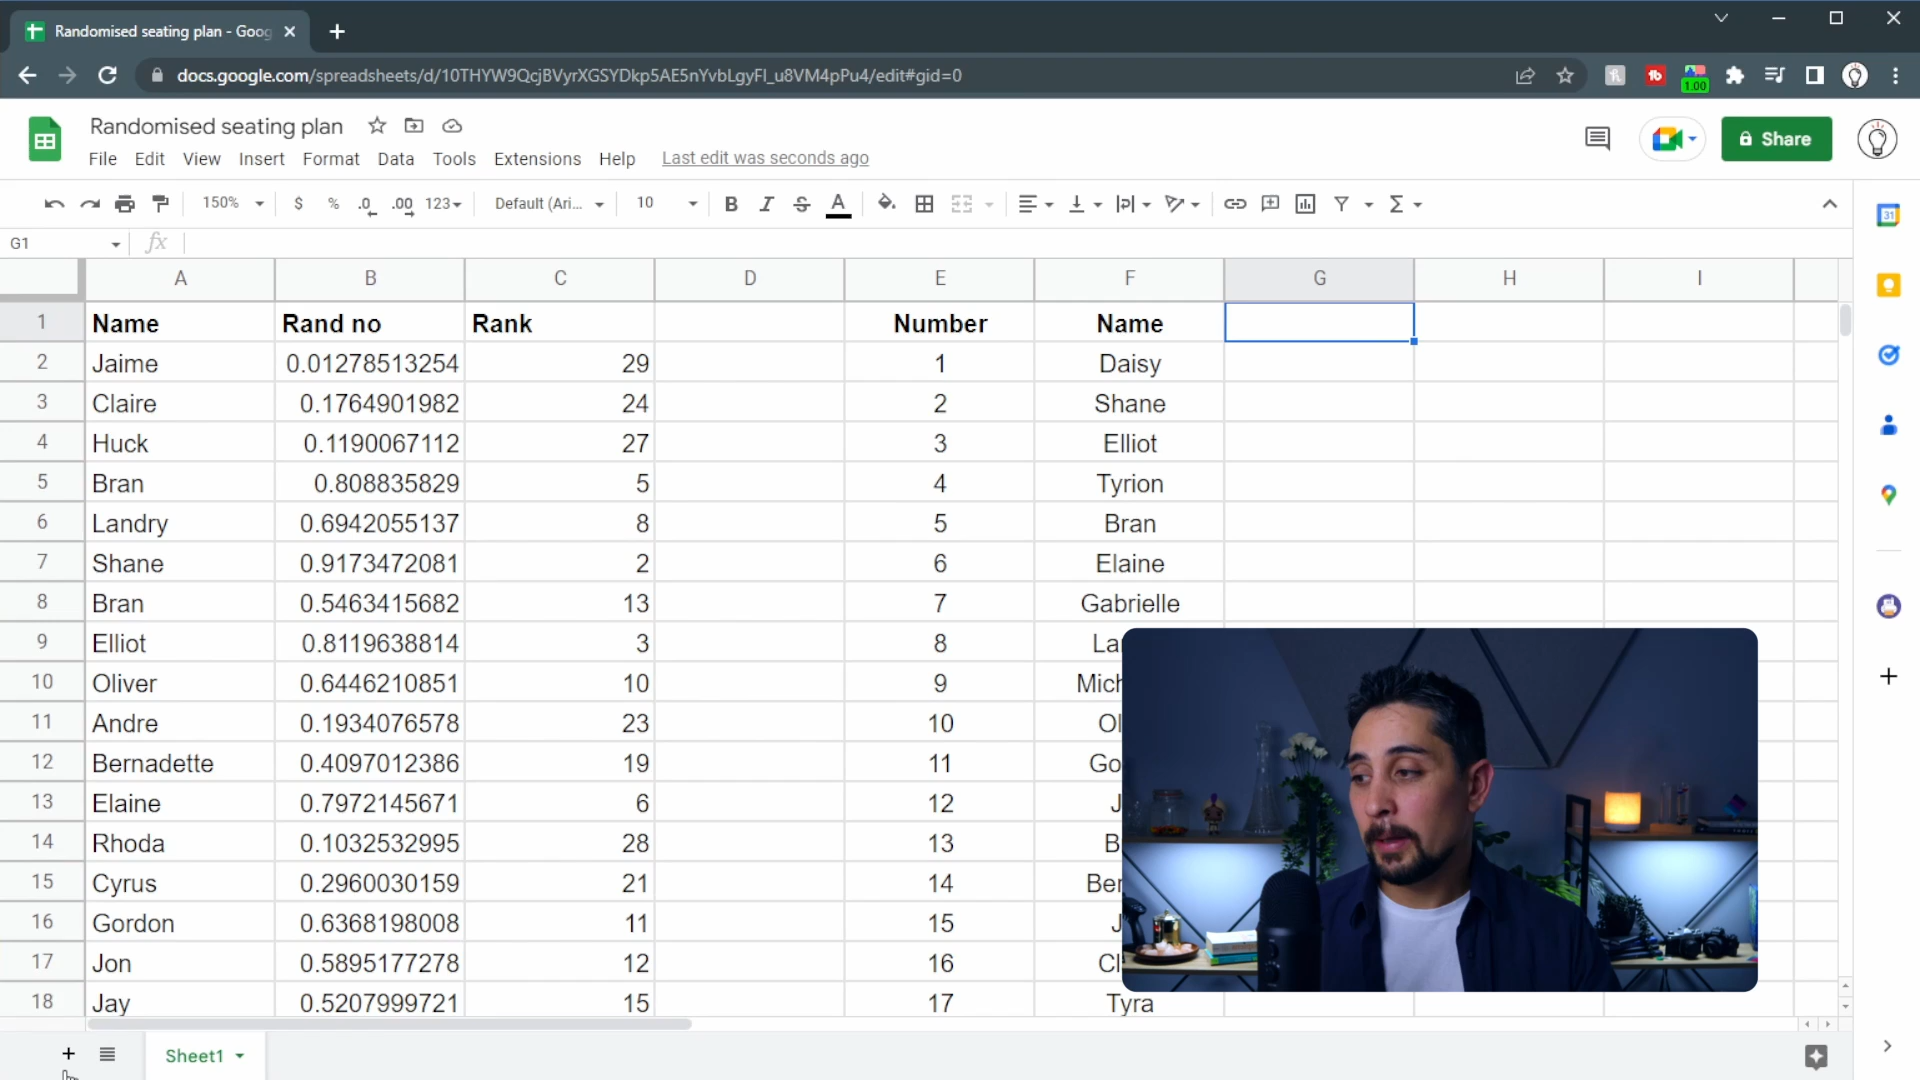 Randomised seating plan - Goog
docs.google.com/spreadsheets/d/10THYW9QcjBVyrXGSYDkp5AE5nYvbLgyFl_u8VM4pPu4/edit#gid=0
1.00
Randomised seating plan
File Edit View Insert Format Data Tools Extensions Help Last edit was seconds ago
Share
150% $ % .0 .00 123 Default (Ari... 10 B I S A
G1 fx
A B C D E F G H I
1 Name Rand no Rank Number Name
2 Jaime 0.01278513254 29 1 Daisy
3 Claire 0.1764901982 24 2 Shane
4 Huck 0.1190067112 27 3 Elliot
5 Bran 0.808835829 5 4 Tyrion
6 Landry 0.6942055137 8 5 Bran
7 Shane 0.9173472081 2 6 Elaine
8 Bran 0.5463415682 13 7 Gabrielle
9 Elliot 0.8119638814 3 8
10 Oliver 0.6446210851 10 9
11 Andre 0.1934076578 23 10
12 Bernadette 0.4097012386 19 11
13 Elaine 0.7972145671 6 12
14 Rhoda 0.1032532995 28 13
15 Cyrus 0.2960030159 21 14
16 Gordon 0.6368198008 11 15
17 Jon 0.5895177278 12 16
18 Jay 0.5207999721 15 17 Tyra
Sheet1